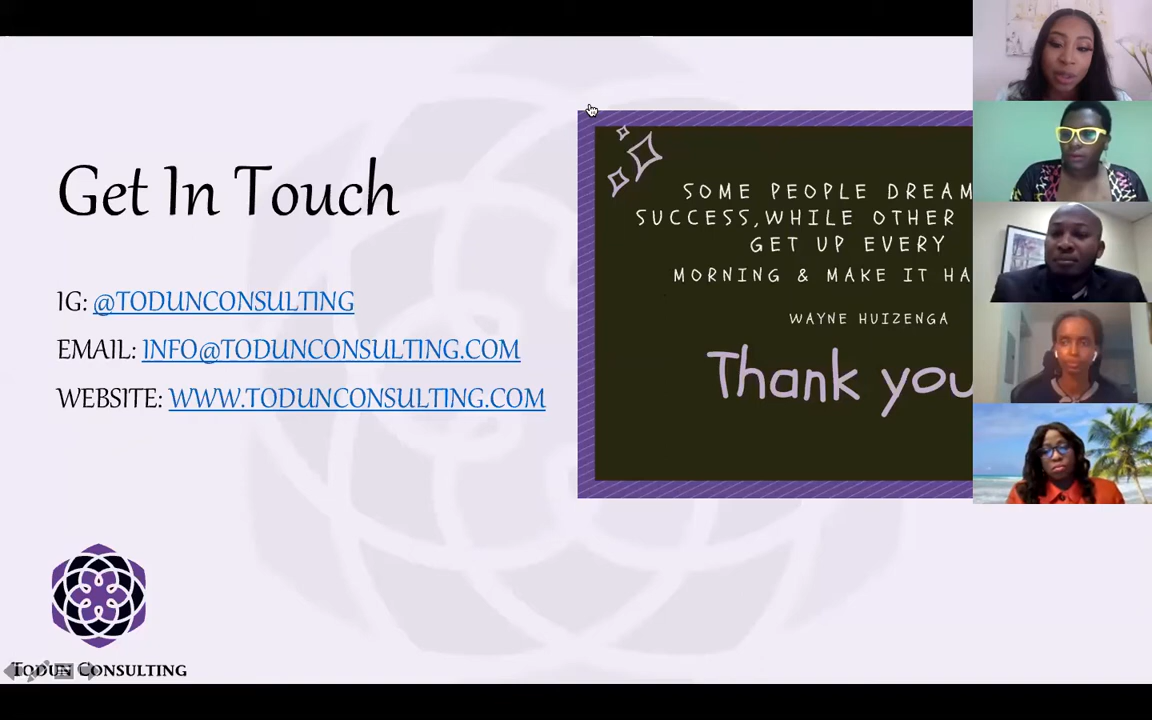 Get In Touch
IG: @TODUNCONSULTING
EMAIL: INFO@TODUNCONSULTING.COM
WEBSITE: WWW.TODUNCONSULTING.COM
SOME PEOPLE DREAM
SUCCESS,WHILE OTHER
GET UP EVERY
MORNING & MAKE IT HA
WAYNE HUIZENGA
Thank you
TODUN CONSULTING